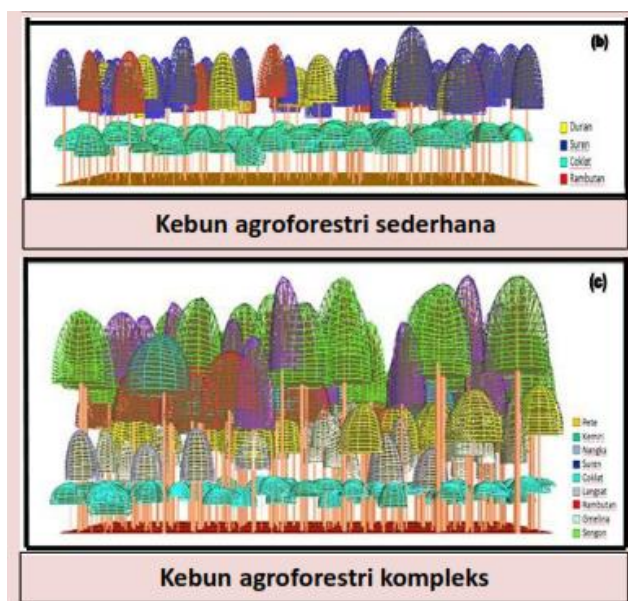 (b)
Durian
Suren
Coklat
Rambutan
Kebun agroforestri sederhana
(c)
Pete
Kemiri
Nangka
Suren
Coklat
Langsat
Rambutan
Gmelina
Sengon
Kebun agroforestri kompleks